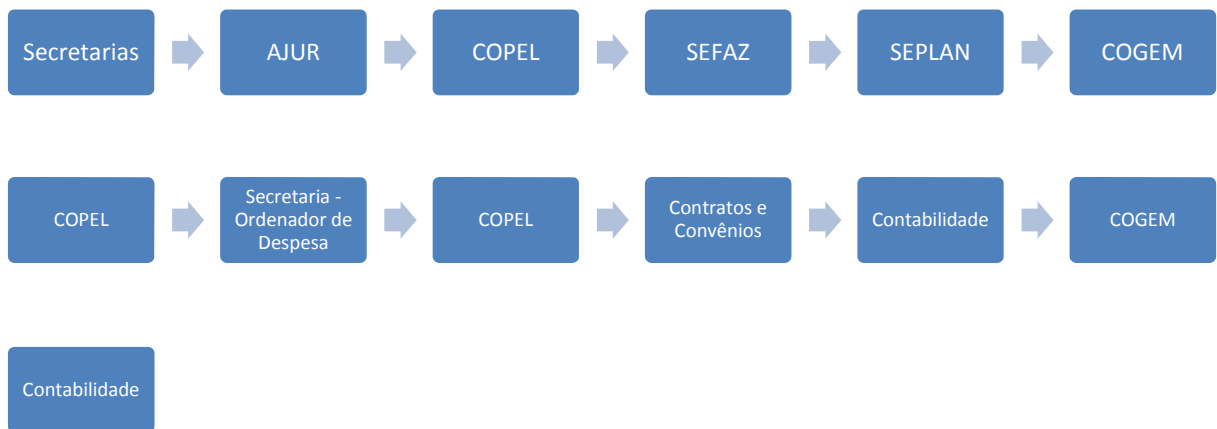 Secretarias
AJUR
COPEL
SEFAZ
SEPLAN
COGEM
COPEL
Secretaria -
Ordenador de
Despesa
COPEL
Contratos e
Convênios
Contabilidade
COGEM
Contabilidade